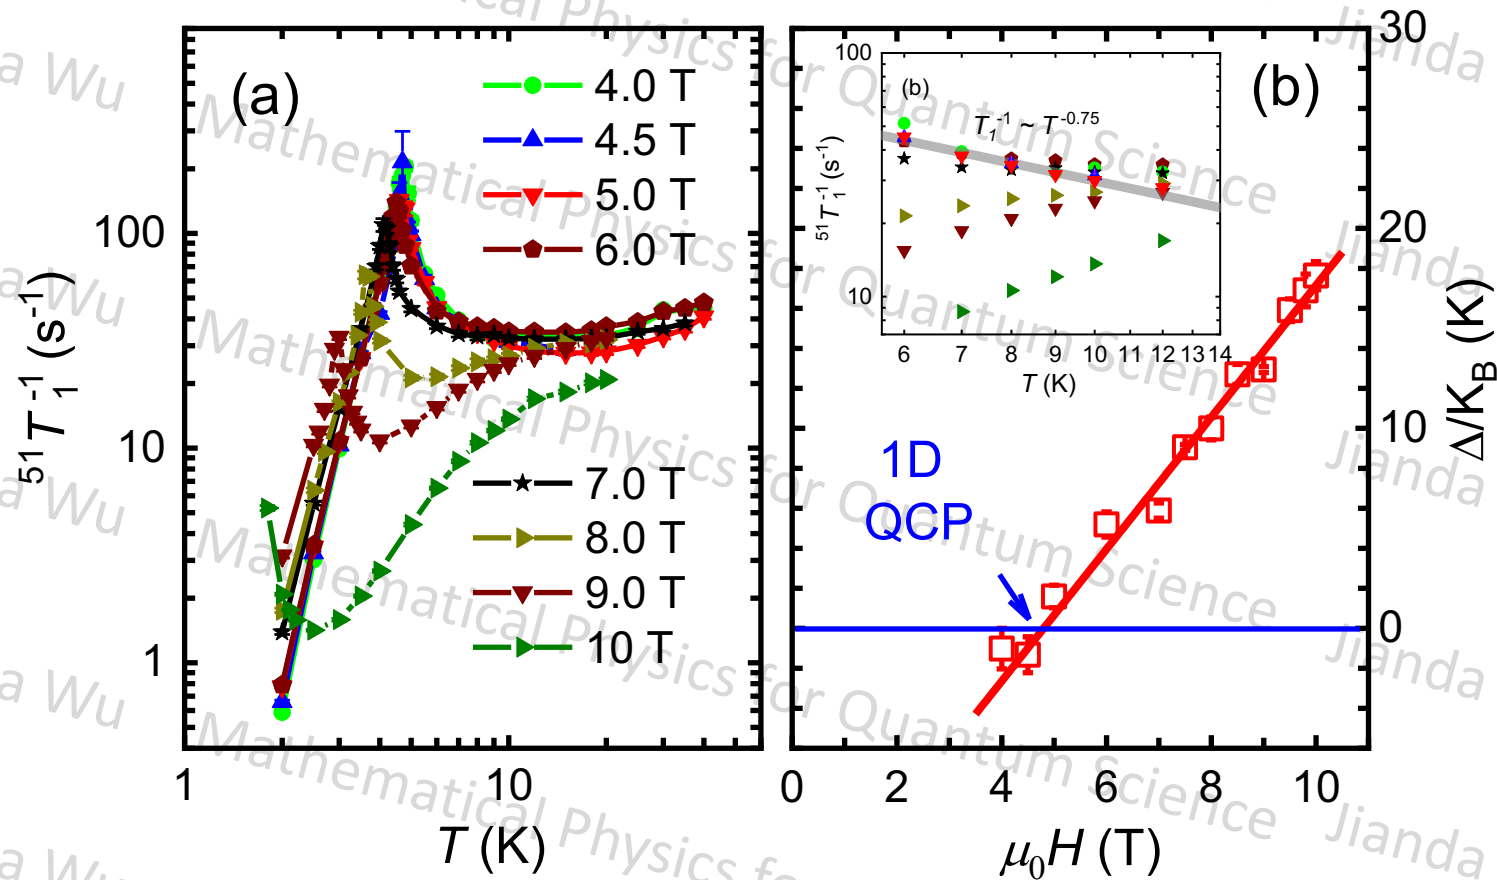 (a)
4.0 T
4.5 T
5.0 T
6.0 T
7.0 T
8.0 T
9.0 T
10 T
100
10
1
⁵¹T₁⁻¹ (s⁻¹)
1
10
T (K)
(b)
30
20
10
0
Δ/K_B (K)
1D
QCP
0
2
4
6
8
10
μ₀H (T)
(b)
T₁⁻¹ ~ T⁻⁰·⁷⁵
100
10
⁵¹T₁⁻¹ (s⁻¹)
6 7 8 9 10 11 12 13 14
T (K)
Jianda Wu
Mathematical Physics for Quantum Science